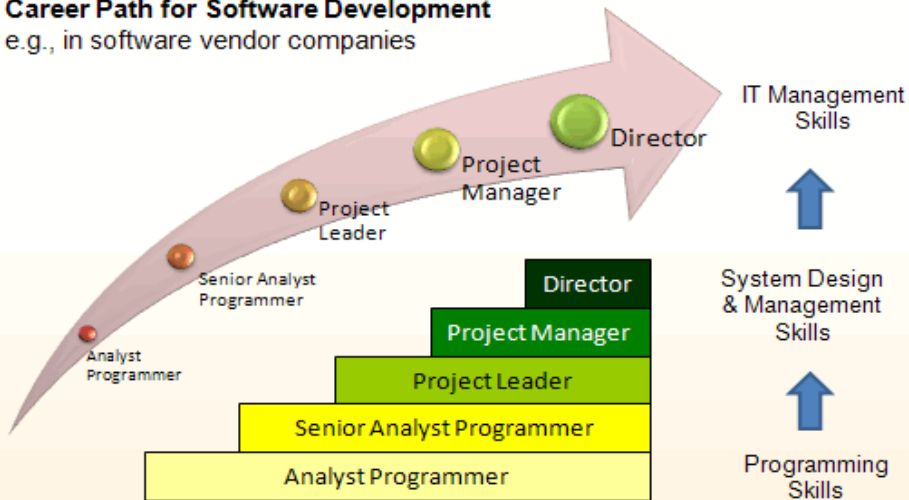 Career Path for Software Development
e.g., in software vendor companies
IT Management
Skills
Director
Project
Manager
Project
Leader
Senior Analyst
Programmer
Analyst
Programmer
Director
Project Manager
Project Leader
Senior Analyst Programmer
Analyst Programmer
System Design
& Management
Skills
Programming
Skills